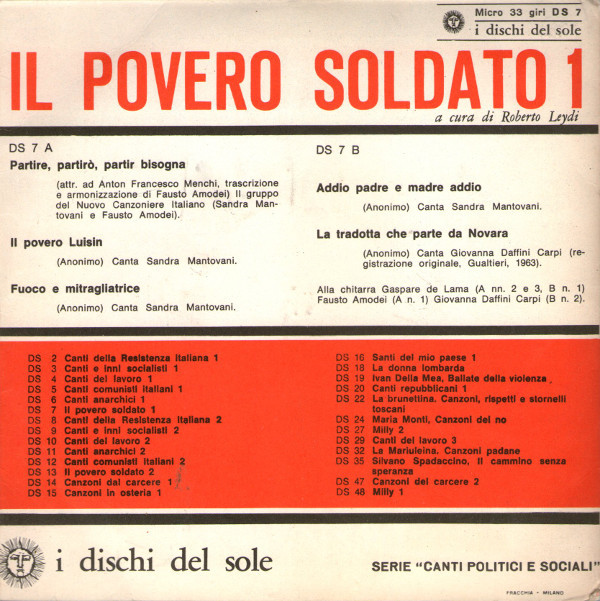 Micro 33 giri DS 7
i dischi del sole
IL POVERO SOLDATO 1
a cura di Roberto Leydi
DS 7 A
Partire, partirò, partir bisogna
(attr. ad Anton Francesco Menchi, trascrizione
e armonizzazione di Fausto Amodei) Il gruppo
del Nuovo Canzoniere Italiano (Sandra Man-
tovani e Fausto Amodei).
Il povero Luisin
(Anonimo) Canta Sandra Mantovani.
Fuoco e mitragliatrice
(Anonimo) Canta Sandra Mantovani.
DS 7 B
Addio padre e madre addio
(Anonimo) Canta Sandra Mantovani.
La tradotta che parte da Novara
(Anonimo) Canta Giovanna Daffini Carpi (re-
gistrazione originale, Gualtieri, 1963).
Alla chitarra Gaspare de Lama (A nn. 2 e 3, B n. 1)
Fausto Amodei (A n. 1) Giovanna Daffini Carpi (B n. 2).
DS 2 Canti della Resistenza italiana 1
DS 3 Canti e inni socialisti 1
DS 4 Canti del lavoro 1
DS 5 Canti comunisti italiani 1
DS 6 Canti anarchici 1
DS 7 Il povero soldato 1
DS 8 Canti della Resistenza italiana 2
DS 9 Canti e inni socialisti 2
DS 10 Canti del lavoro 2
DS 11 Canti anarchici 2
DS 12 Canti comunisti italiani 2
DS 13 Il povero soldato 2
DS 14 Canzoni dal carcere 1
DS 15 Canzoni in osteria 1
DS 16 Santi del mio paese 1
DS 18 La donna lombarda
DS 19 Ivan Della Mea, Ballate della violenza
DS 20 Canti repubblicani 1
DS 22 La brunettina. Canzoni, rispetti e stornelli
toscani
DS 24 Maria Monti, Canzoni del no
DS 27 Milly 2
DS 29 Canti del lavoro 3
DS 32 La Mariuleina. Canzoni padane
DS 35 Silvano Spadaccino, Il cammino senza
speranza
DS 47 Canzoni del carcere 2
DS 48 Milly 1
i dischi del sole
SERIE "CANTI POLITICI E SOCIALI"
FRACCHIA - MILANO